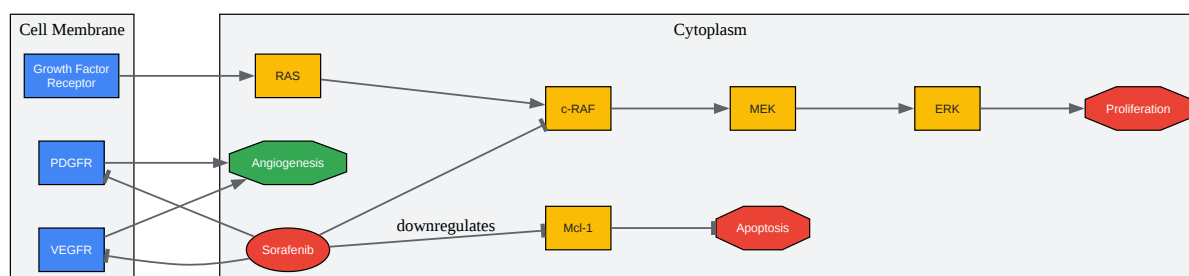 Cell Membrane
Cytoplasm
Growth Factor
Receptor
RAS
c-RAF
MEK
ERK
Proliferation
PDGFR
Angiogenesis
VEGFR
Sorafenib
downregulates
Mcl-1
Apoptosis